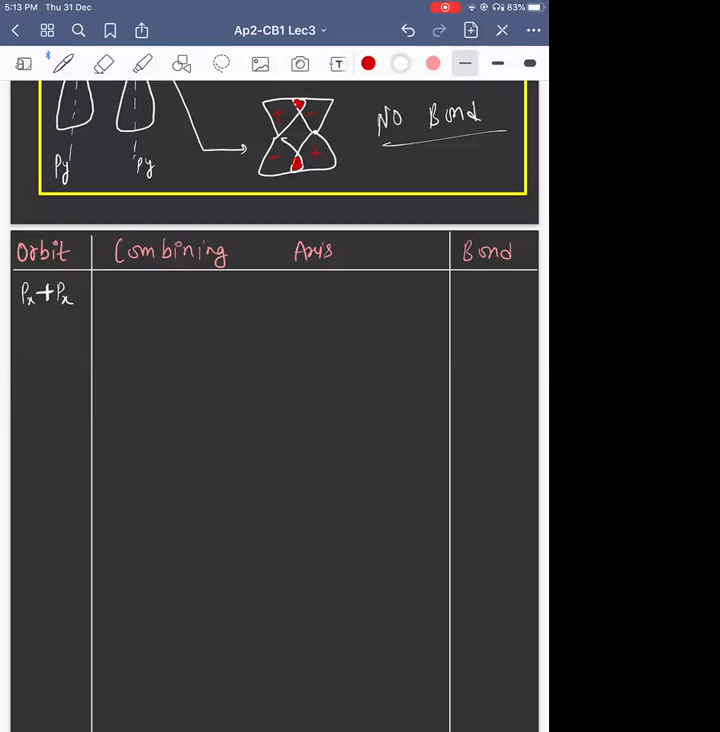 5:13 PM Thu 31 Dec 83%
Ap2-CB1 Lec3
T
+ -
- +
No Bond
Py Py
Orbit Combining Axis Bond
Px+Px